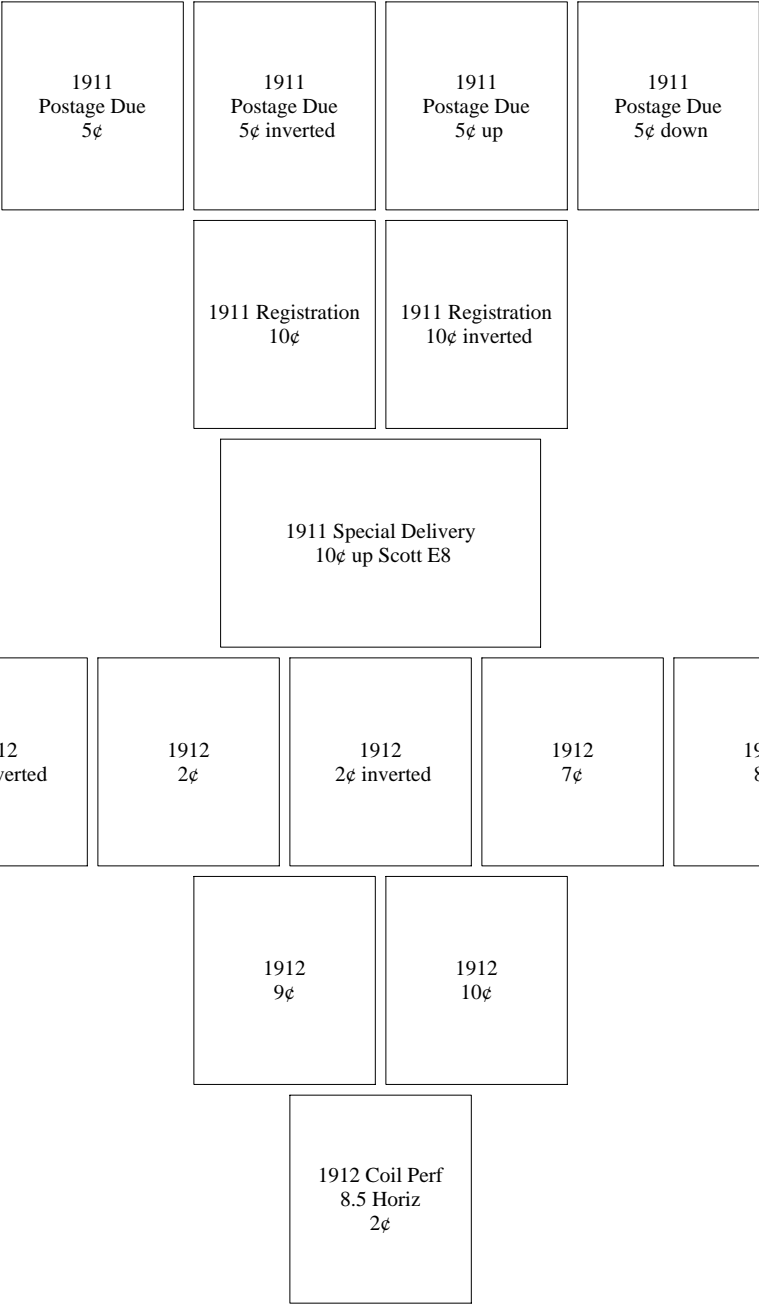 1911
Postage Due
5¢
1911
Postage Due
5¢ inverted
1911
Postage Due
5¢ up
1911
Postage Due
5¢ down
1911 Registration
10¢
1911 Registration
10¢ inverted
1911 Special Delivery
10¢ up Scott E8
1912
2¢
1912
2¢ inverted
1912
7¢
1912
9¢
1912
10¢
1912 Coil Perf
8.5 Horiz
2¢